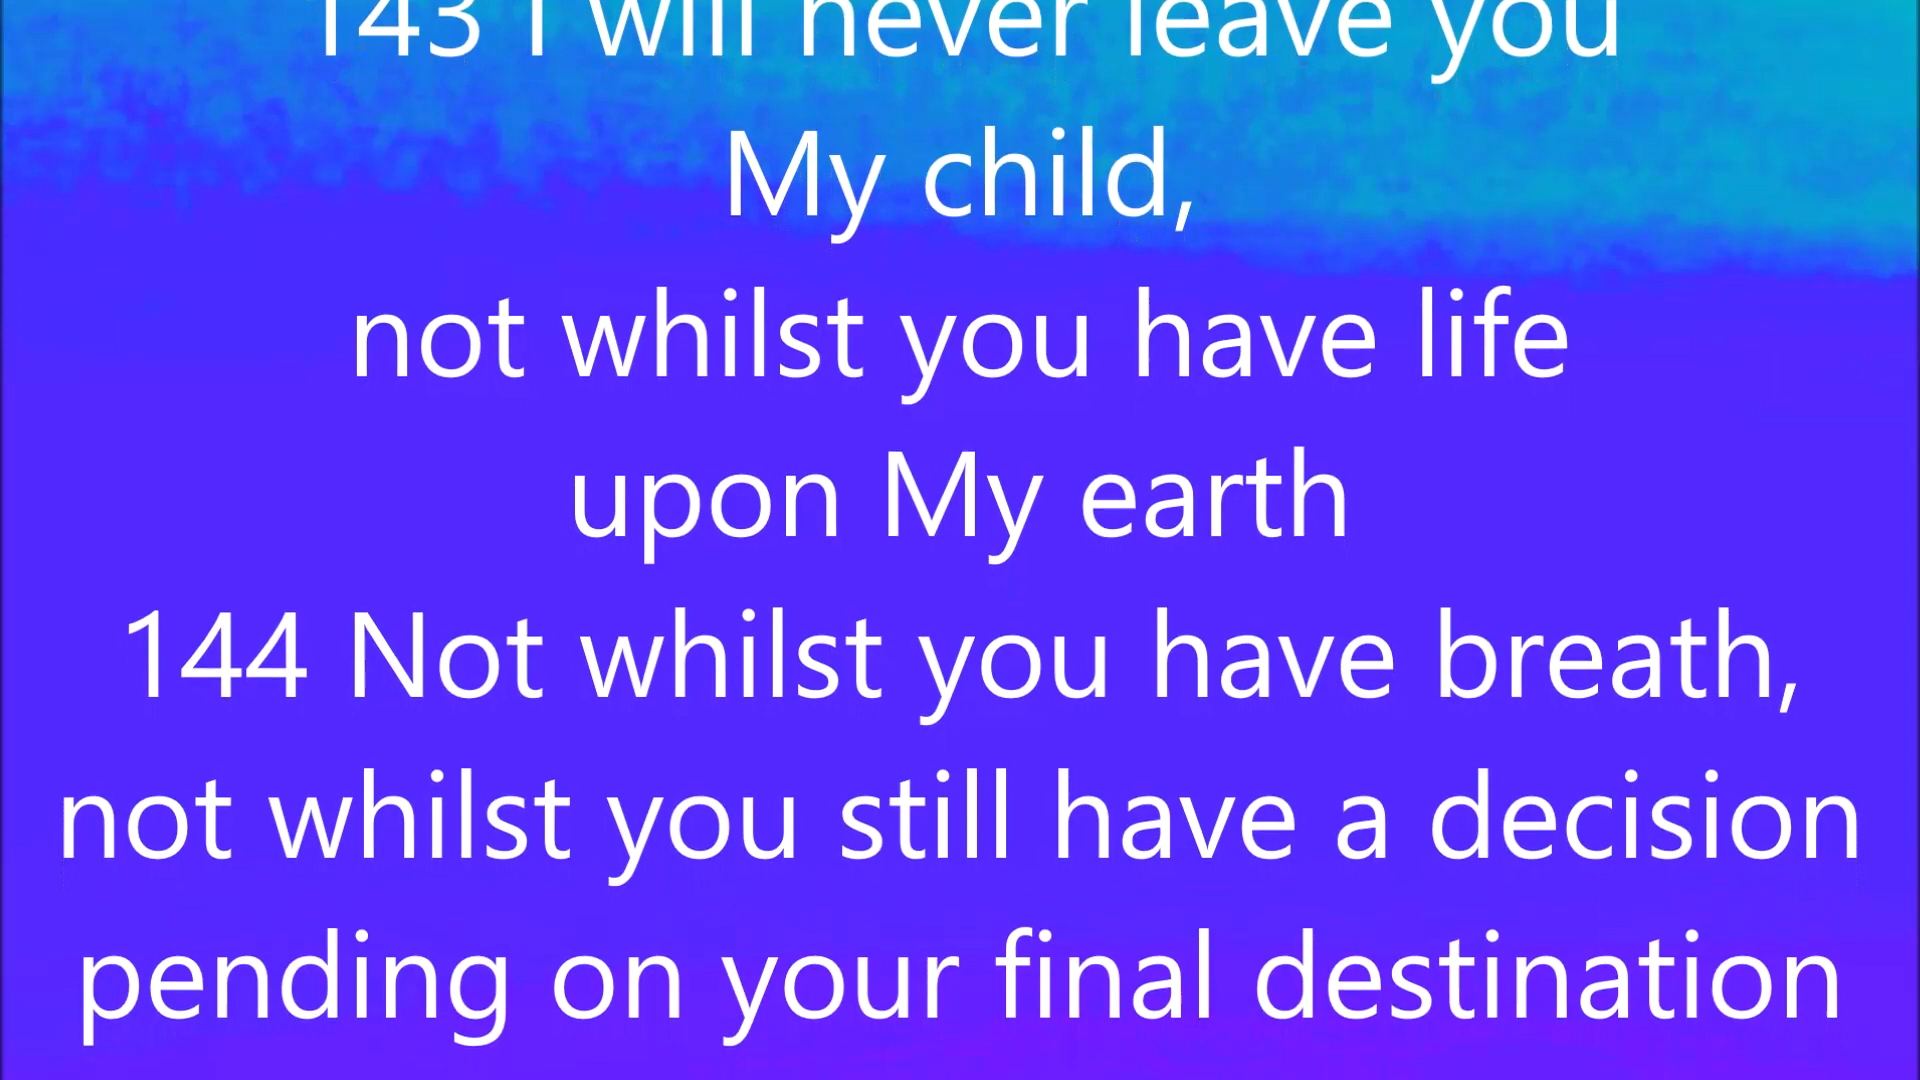 143 I will never leave you
My child,
not whilst you have life
upon My earth
144 Not whilst you have breath,
not whilst you still have a decision
pending on your final destination